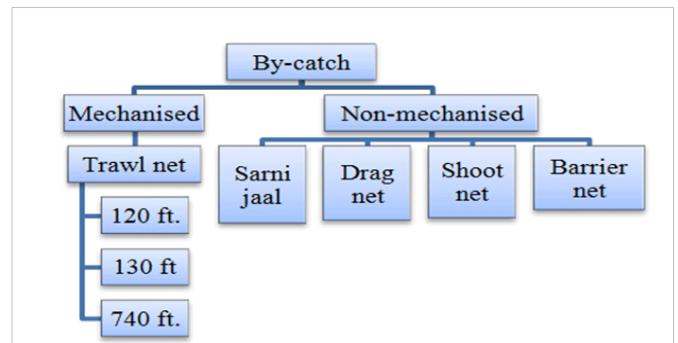 By-catch
Mechanised
Non-mechanised
Trawl net
Sarni
jaal
Drag
net
Shoot
net
Barrier
net
120 ft.
130 ft
740 ft.